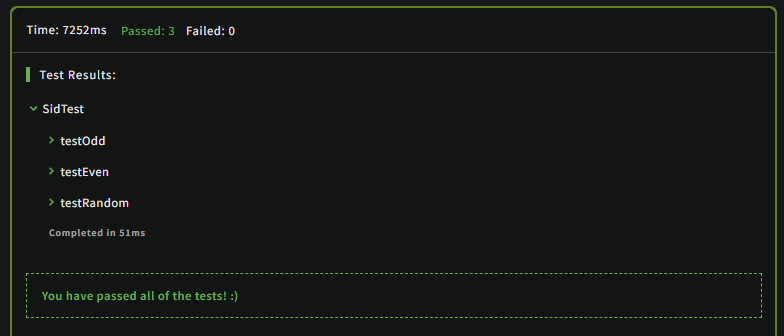 Time: 7252ms Passed: 3 Failed: 0
Test Results:
SidTest
testOdd
testEven
testRandom
Completed in 51ms
You have passed all of the tests! :)